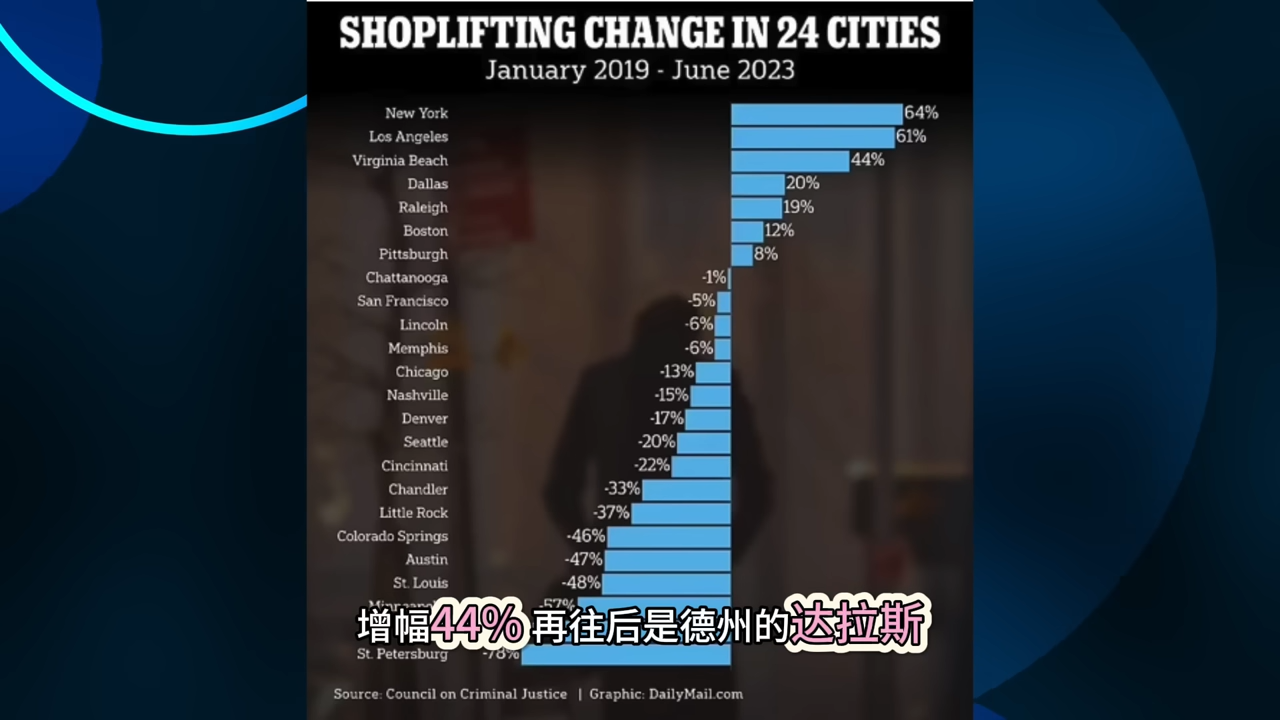 SHOPLIFTING CHANGE IN 24 CITIES
January 2019 - June 2023
New York 64%
Los Angeles 61%
Virginia Beach 44%
Dallas 20%
Raleigh 19%
Boston 12%
Pittsburgh 8%
Chattanooga -1%
San Francisco -5%
Lincoln -6%
Memphis -6%
Chicago -13%
Nashville -15%
Denver -17%
Seattle -20%
Cincinnati -22%
Chandler -33%
Little Rock -37%
Colorado Springs -46%
Austin -47%
St. Louis -48%
-57%
增幅44% 再往后是德州的达拉斯
St. Petersburg -78%
Source: Council on Criminal Justice | Graphic: DailyMail.com